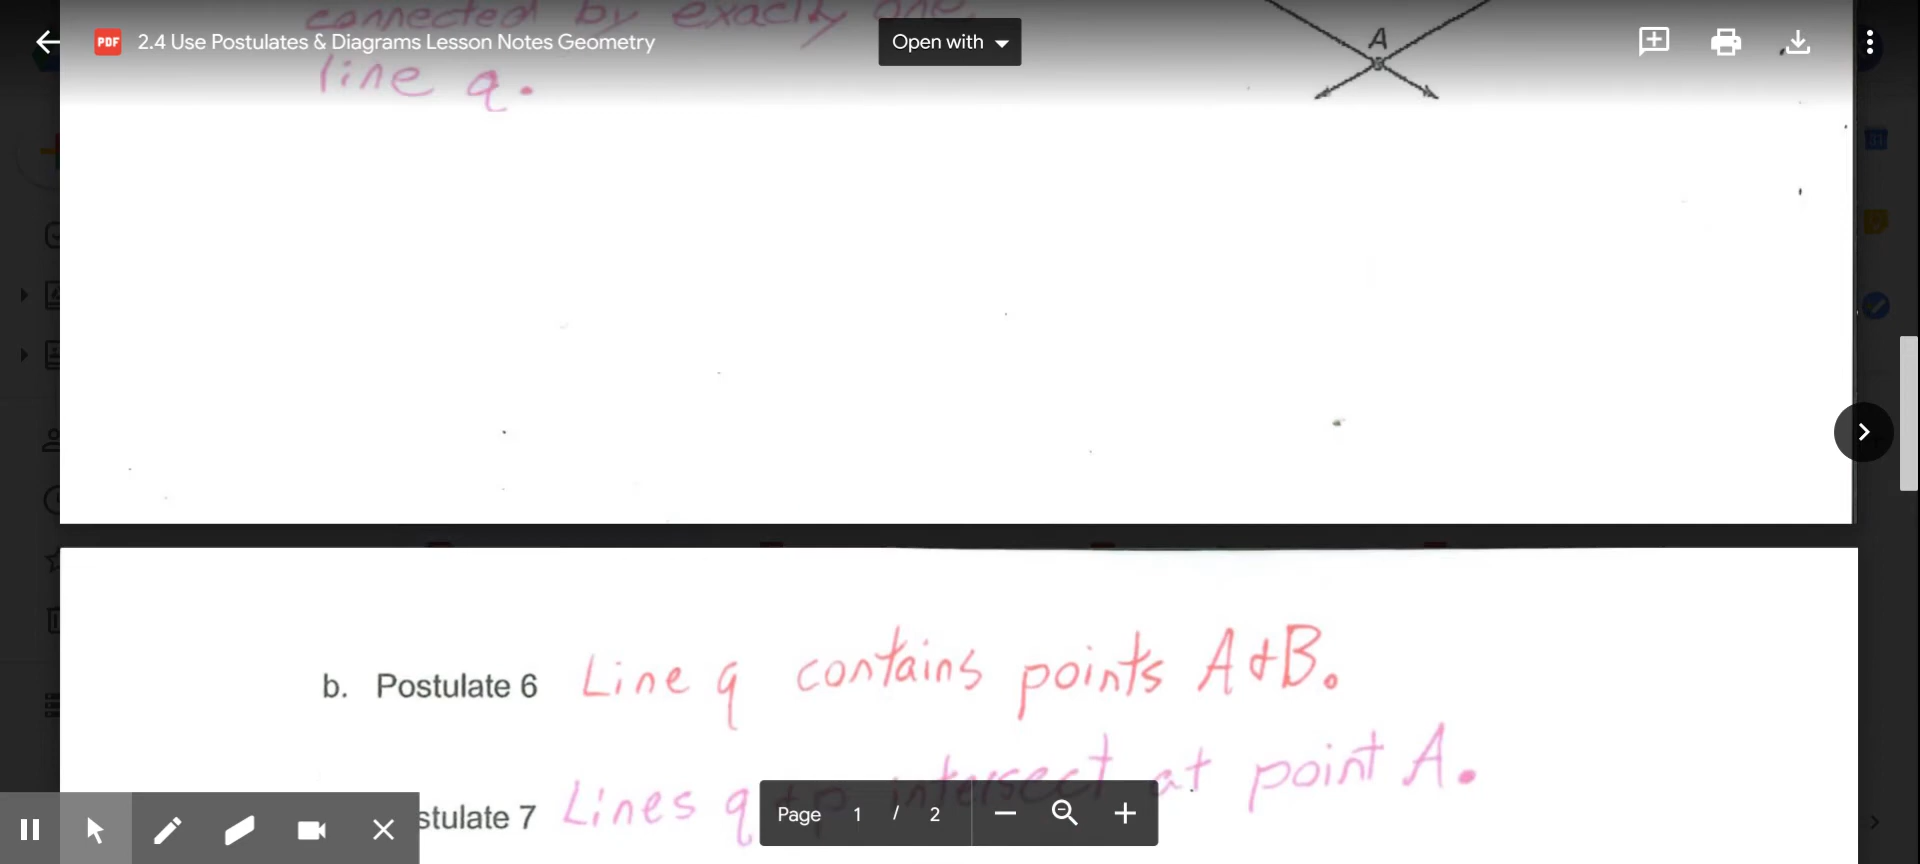 connected by exactly one
2.4 Use Postulates & Diagrams Lesson Notes Geometry
Open with
A
line q.
b. Postulate 6 Line q contains points A & B.
stulate 7 Lines q & p intersect at point A.
Page 1 / 2